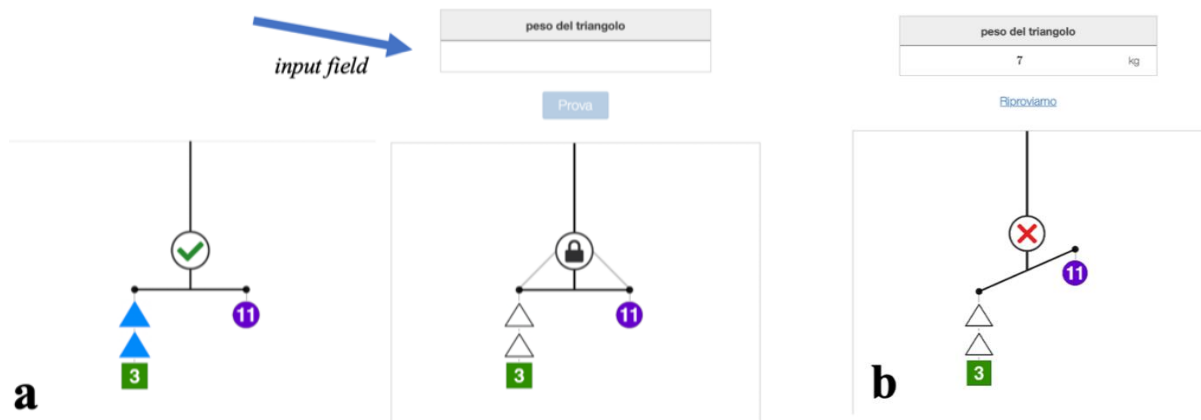 peso del triangolo
input field
Prova
11
3
a
11
3
peso del triangolo
7 kg
Riproviamo
11
3
b